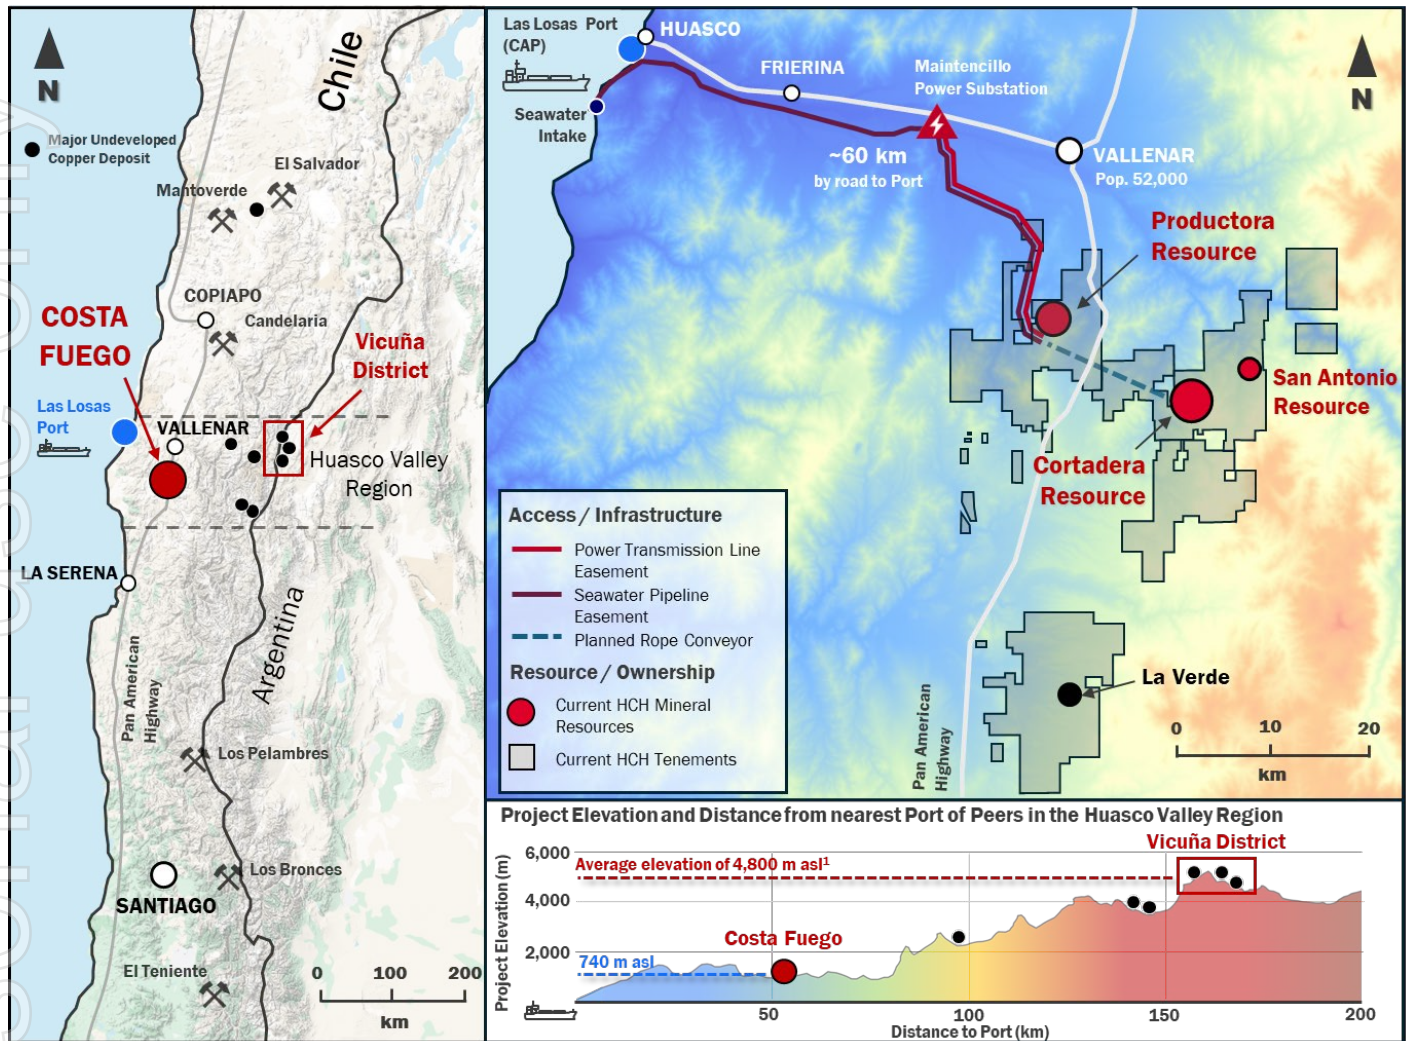 N
Major Undeveloped
Copper Deposit
Chile
El Salvador
Mantoverde
COPIAPO
Candelaria
COSTA
FUEGO
Vicuña
District
Las Losas
Port
VALLENAR
Huasco Valley
Region
LA SERENA
Argentina
Pan American
Highway
Los Pelambres
Los Bronces
SANTIAGO
El Teniente
0 100 200
km
Las Losas Port
(CAP)
HUASCO
Seawater
Intake
FRIERINA
Maintencillo
Power Substation
N
~60 km
by road to Port
VALLENAR
Pop. 52,000
Productora
Resource
San Antonio
Resource
Cortadera
Resource
La Verde
Pan American
Highway
0 10 20
km
Access / Infrastructure
Power Transmission Line
Easement
Seawater Pipeline
Easement
Planned Rope Conveyor
Resource / Ownership
Current HCH Mineral
Resources
Current HCH Tenements
Project Elevation and Distance from nearest Port of Peers in the Huasco Valley Region
Vicuña District
Project Elevation (m)
6,000
Average elevation of 4,800 m asl¹
4,000
Costa Fuego
2,000
740 m asl
50 100 150 200
Distance to Port (km)